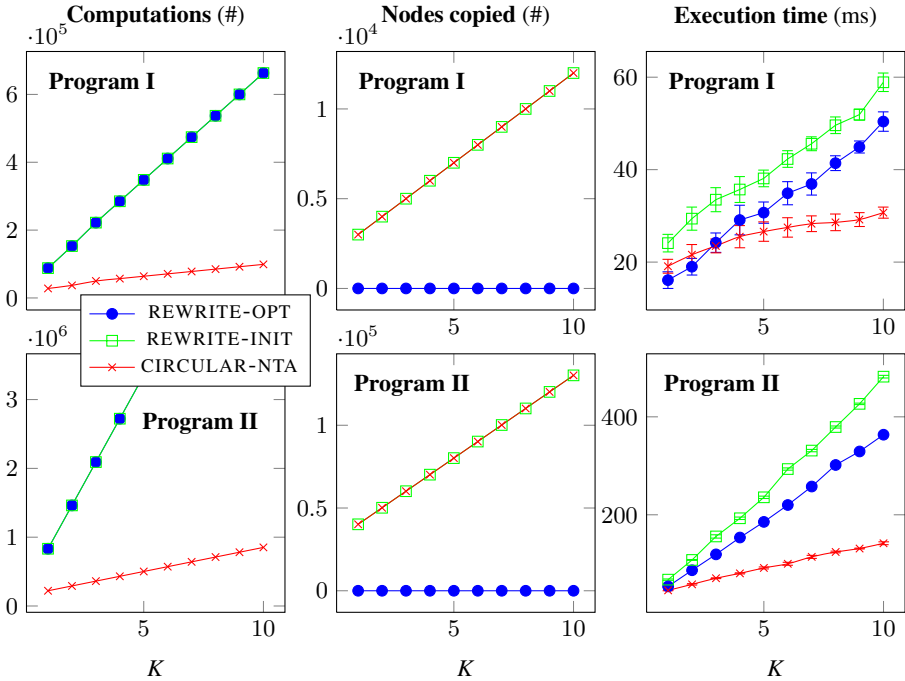 Computations (#)
Nodes copied (#)
Execution time (ms)
·10^5
·10^4
Program I
Program I
Program I
6
4
2
0
1
0.5
0
5
10
60
40
20
5
10
REWRITE-OPT
REWRITE-INIT
CIRCULAR-NTA
·10^6
·10^5
Program II
Program II
Program II
3
2
1
0
5
10
K
1
0.5
0
5
10
K
400
200
5
10
K